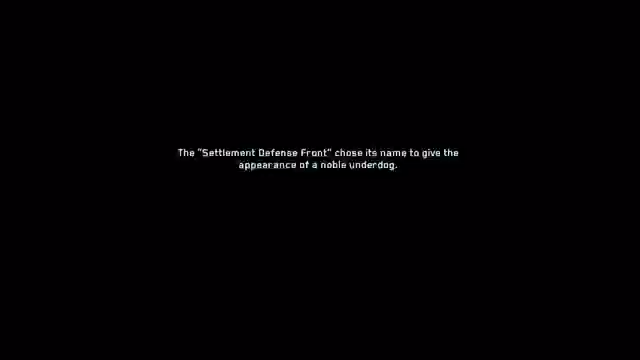 The "Settlement Defense Front" chose its name to give the
appearance of a noble underdog.